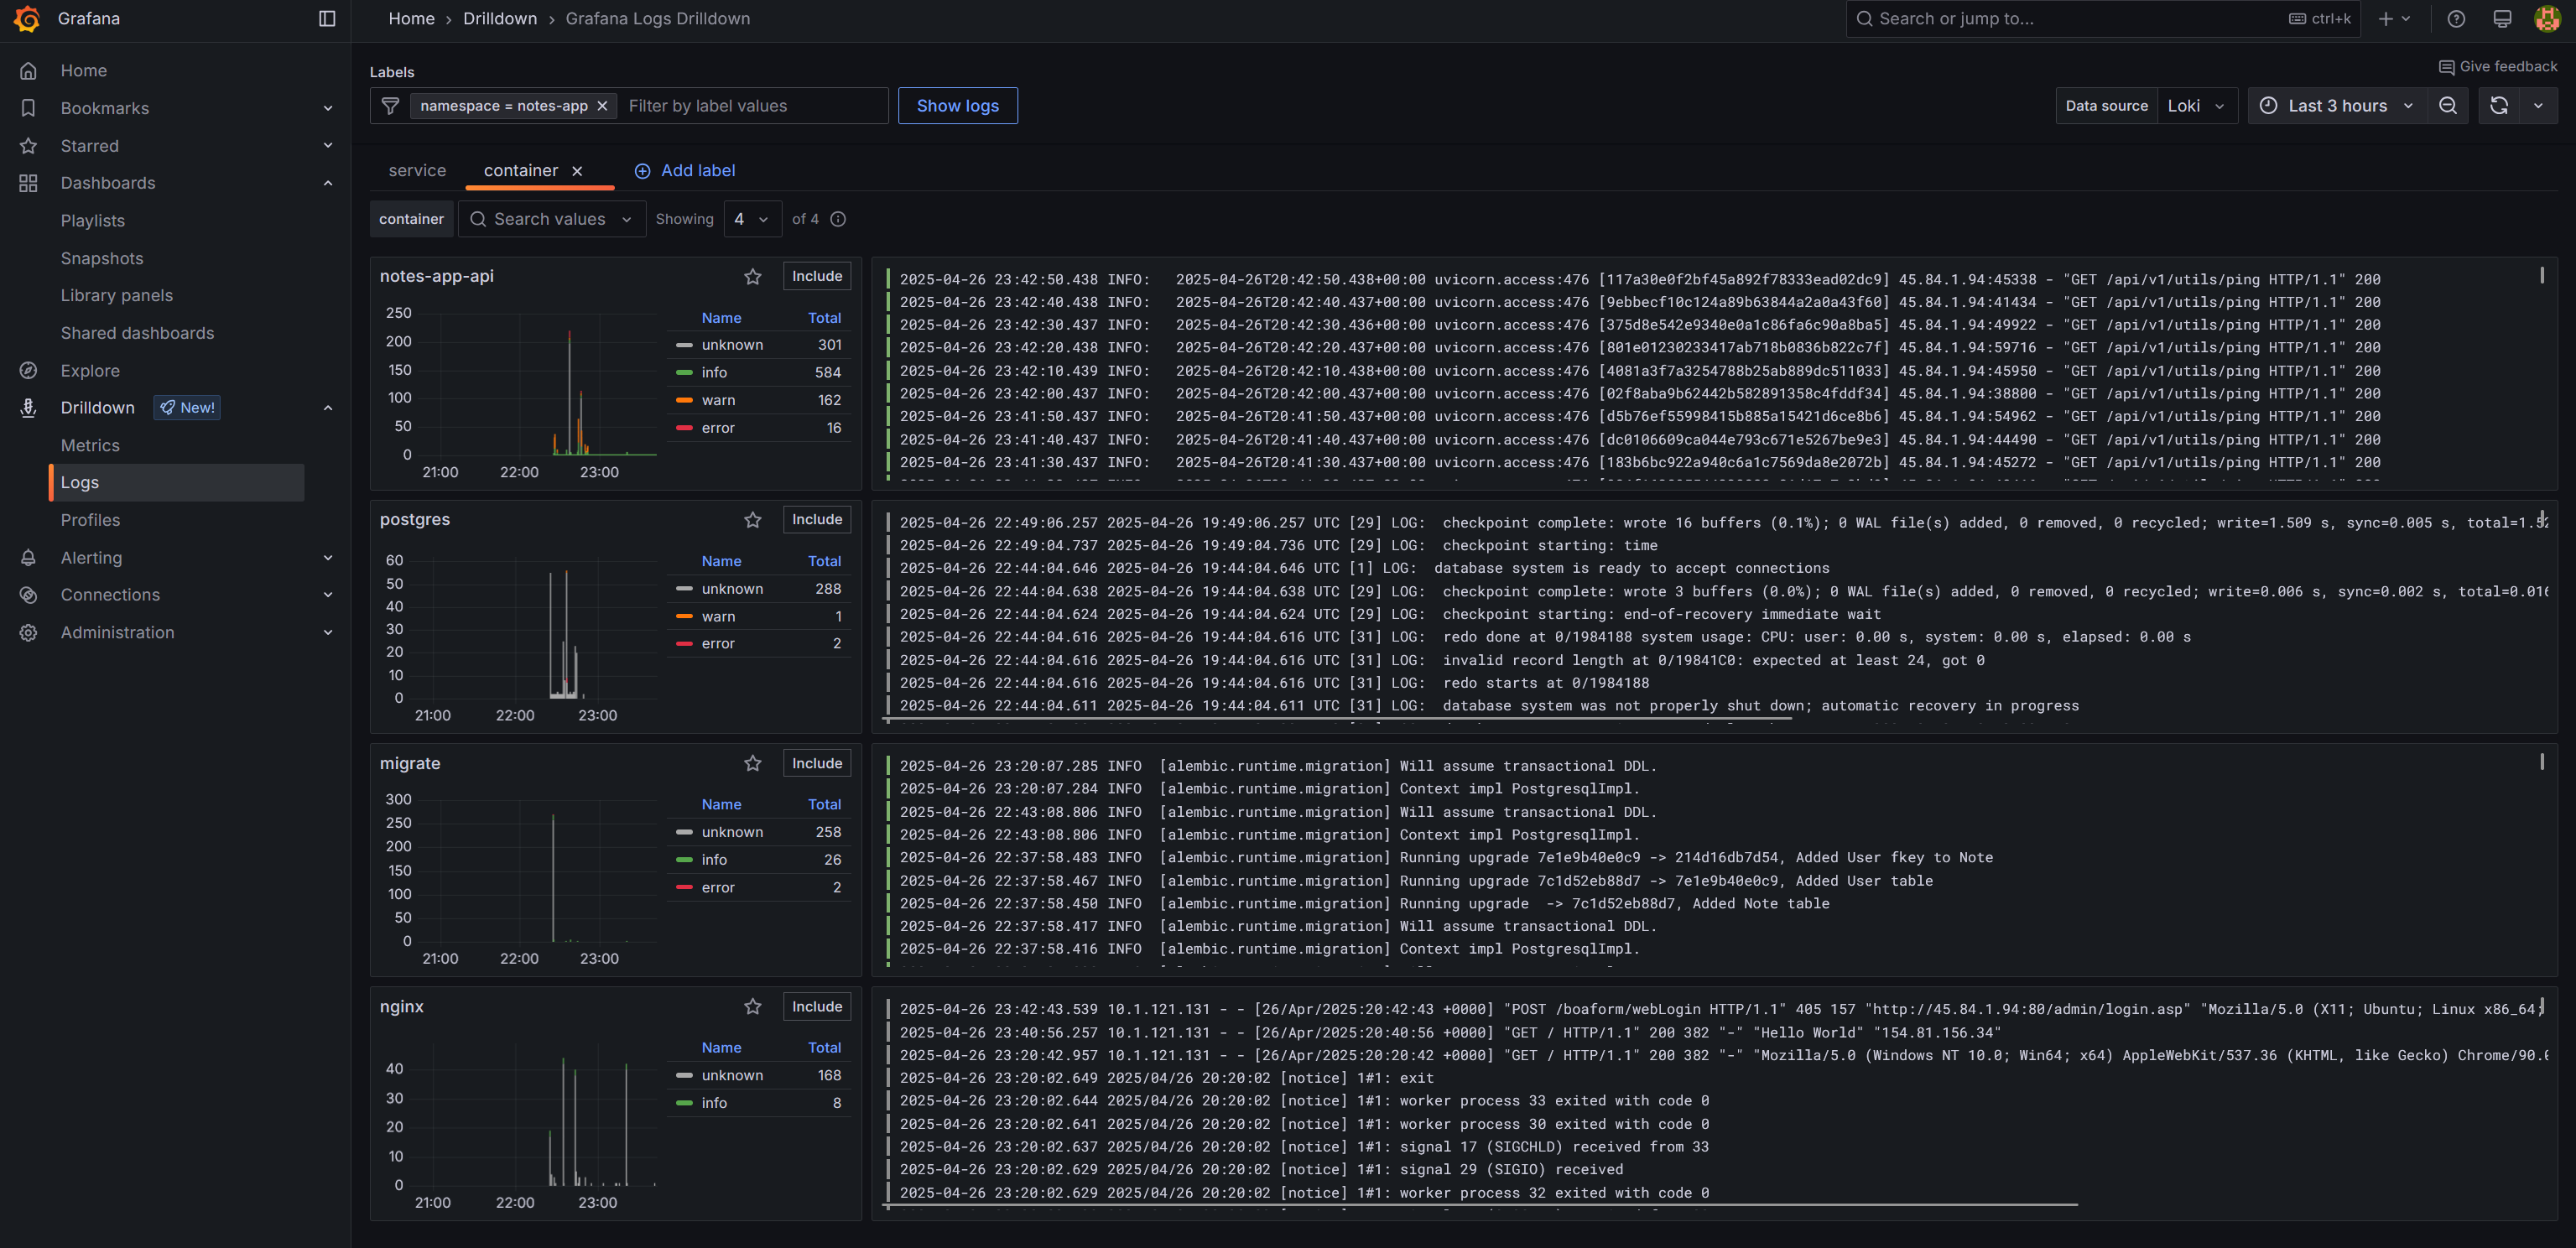 Grafana
Home › Drilldown › Grafana Logs Drilldown
Search or jump to...
ctrl+k
Home
Bookmarks
Starred
Dashboards
Playlists
Snapshots
Library panels
Shared dashboards
Explore
Drilldown New!
Metrics
Logs
Profiles
Alerting
Connections
Administration
Labels
Give feedback
namespace = notes-app Filter by label values Show logs
Data source Loki Last 3 hours
service container Add label
container Search values Showing 4 of 4
notes-app-api Include
Name Total
unknown 301
info 584
warn 162
error 16
250
200
150
100
50
0
21:00 22:00 23:00
2025-04-26 23:42:50.438 INFO: 2025-04-26T20:42:50.438+00:00 uvicorn.access:476 [117a30e0f2bf45a892f78333ead02dc9] 45.84.1.94:45338 - "GET /api/v1/utils/ping HTTP/1.1" 200
2025-04-26 23:42:40.438 INFO: 2025-04-26T20:42:40.437+00:00 uvicorn.access:476 [9ebbecf10c124a89b63844a2a0a43f60] 45.84.1.94:41434 - "GET /api/v1/utils/ping HTTP/1.1" 200
2025-04-26 23:42:30.437 INFO: 2025-04-26T20:42:30.436+00:00 uvicorn.access:476 [375d8e542e9340e0a1c86fa6c90a8ba5] 45.84.1.94:49922 - "GET /api/v1/utils/ping HTTP/1.1" 200
2025-04-26 23:42:20.438 INFO: 2025-04-26T20:42:20.437+00:00 uvicorn.access:476 [801e01230233417ab718b0836b822c7f] 45.84.1.94:59716 - "GET /api/v1/utils/ping HTTP/1.1" 200
2025-04-26 23:42:10.439 INFO: 2025-04-26T20:42:10.438+00:00 uvicorn.access:476 [4081a3f7a3254788b25ab889dc511033] 45.84.1.94:45950 - "GET /api/v1/utils/ping HTTP/1.1" 200
2025-04-26 23:42:00.437 INFO: 2025-04-26T20:42:00.437+00:00 uvicorn.access:476 [02f8aba9b62442b582891358c4fddf34] 45.84.1.94:38800 - "GET /api/v1/utils/ping HTTP/1.1" 200
2025-04-26 23:41:50.437 INFO: 2025-04-26T20:41:50.437+00:00 uvicorn.access:476 [d5b76ef55998415b885a15421d6ce8b6] 45.84.1.94:54962 - "GET /api/v1/utils/ping HTTP/1.1" 200
2025-04-26 23:41:40.437 INFO: 2025-04-26T20:41:40.437+00:00 uvicorn.access:476 [dc0106609ca044e793c671e5267be9e3] 45.84.1.94:44490 - "GET /api/v1/utils/ping HTTP/1.1" 200
2025-04-26 23:41:30.437 INFO: 2025-04-26T20:41:30.437+00:00 uvicorn.access:476 [183b6bc922a940c6a1c7569da8e2072b] 45.84.1.94:45272 - "GET /api/v1/utils/ping HTTP/1.1" 200
postgres Include
Name Total
unknown 288
warn 1
error 2
60
50
40
30
20
10
0
21:00 22:00 23:00
2025-04-26 22:49:06.257 2025-04-26 19:49:06.257 UTC [29] LOG: checkpoint complete: wrote 16 buffers (0.1%); 0 WAL file(s) added, 0 removed, 0 recycled; write=1.509 s, sync=0.005 s,
2025-04-26 22:49:04.737 2025-04-26 19:49:04.736 UTC [29] LOG: checkpoint starting: time
2025-04-26 22:44:04.646 2025-04-26 19:44:04.646 UTC [1] LOG: database system is ready to accept connections
2025-04-26 22:44:04.638 2025-04-26 19:44:04.638 UTC [29] LOG: checkpoint complete: wrote 3 buffers (0.0%); 0 WAL file(s) added, 0 removed, 0 recycled; write=0.006 s, sync=0.002 s, total=0.016
2025-04-26 22:44:04.624 2025-04-26 19:44:04.624 UTC [29] LOG: checkpoint starting: end-of-recovery immediate wait
2025-04-26 22:44:04.616 2025-04-26 19:44:04.616 UTC [31] LOG: redo done at 0/1984188 system usage: CPU: user: 0.00 s, system: 0.00 s, elapsed: 0.00 s
2025-04-26 22:44:04.616 2025-04-26 19:44:04.616 UTC [31] LOG: invalid record length at 0/19841C0: expected at least 24, got 0
2025-04-26 22:44:04.616 2025-04-26 19:44:04.616 UTC [31] LOG: redo starts at 0/1984188
2025-04-26 22:44:04.611 2025-04-26 19:44:04.611 UTC [31] LOG: database system was not properly shut down; automatic recovery in progress
migrate Include
Name Total
unknown 258
info 26
error 2
300
250
200
150
100
50
0
21:00 22:00 23:00
2025-04-26 23:20:07.285 INFO [alembic.runtime.migration] Will assume transactional DDL.
2025-04-26 23:20:07.284 INFO [alembic.runtime.migration] Context impl PostgresqlImpl.
2025-04-26 22:43:08.806 INFO [alembic.runtime.migration] Will assume transactional DDL.
2025-04-26 22:43:08.806 INFO [alembic.runtime.migration] Context impl PostgresqlImpl.
2025-04-26 22:37:58.483 INFO [alembic.runtime.migration] Running upgrade 7e1e9b40e0c9 -> 214d16db7d54, Added User fkey to Note
2025-04-26 22:37:58.467 INFO [alembic.runtime.migration] Running upgrade 7c1d52eb88d7 -> 7e1e9b40e0c9, Added User table
2025-04-26 22:37:58.450 INFO [alembic.runtime.migration] Running upgrade -> 7c1d52eb88d7, Added Note table
2025-04-26 22:37:58.417 INFO [alembic.runtime.migration] Will assume transactional DDL.
2025-04-26 22:37:58.416 INFO [alembic.runtime.migration] Context impl PostgresqlImpl.
nginx Include
Name Total
unknown 168
info 8
40
30
20
10
0
21:00 22:00 23:00
2025-04-26 23:42:43.539 10.1.121.131 - - [26/Apr/2025:20:42:43 +0000] "POST /boaform/webLogin HTTP/1.1" 405 157 "http://45.84.1.94:80/admin/login.asp" "Mozilla/5.0 (X11; Ubuntu; Linux x86_64;
2025-04-26 23:40:56.257 10.1.121.131 - - [26/Apr/2025:20:40:56 +0000] "GET / HTTP/1.1" 200 382 "-" "Hello World" "154.81.156.34"
2025-04-26 23:20:42.957 10.1.121.131 - - [26/Apr/2025:20:20:42 +0000] "GET / HTTP/1.1" 200 382 "-" "Mozilla/5.0 (Windows NT 10.0; Win64; x64) AppleWebKit/537.36 (KHTML, like Gecko) Chrome/90.0
2025-04-26 23:20:02.649 2025/04/26 20:20:02 [notice] 1#1: exit
2025-04-26 23:20:02.644 2025/04/26 20:20:02 [notice] 1#1: worker process 33 exited with code 0
2025-04-26 23:20:02.641 2025/04/26 20:20:02 [notice] 1#1: worker process 30 exited with code 0
2025-04-26 23:20:02.637 2025/04/26 20:20:02 [notice] 1#1: signal 17 (SIGCHLD) received from 33
2025-04-26 23:20:02.629 2025/04/26 20:20:02 [notice] 1#1: signal 29 (SIGIO) received
2025-04-26 23:20:02.629 2025/04/26 20:20:02 [notice] 1#1: worker process 32 exited with code 0